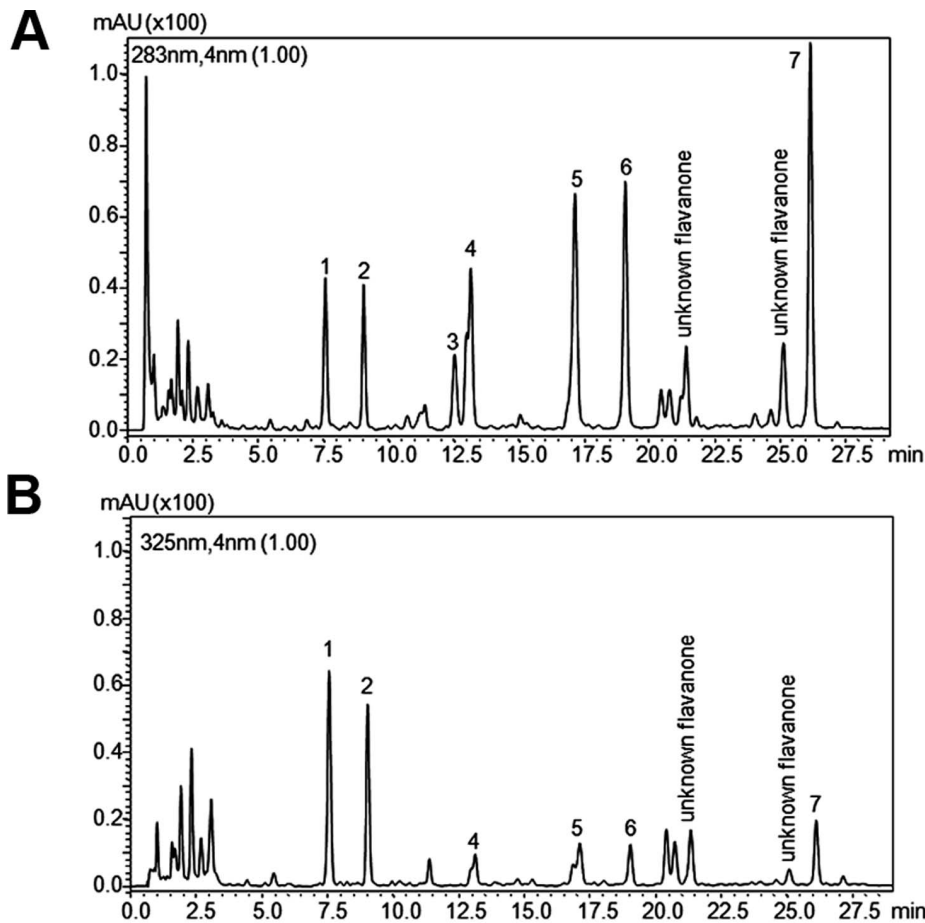 A
mAU (x100)
283nm,4nm (1.00)
1.0
0.8
0.6
0.4
0.2
0.0
1
2
3
4
5
6
unknown flavanone
unknown flavanone
7
0.0 2.5 5.0 7.5 10.0 12.5 15.0 17.5 20.0 22.5 25.0 27.5 min
B
mAU (x100)
325nm,4nm (1.00)
1.0
0.8
0.6
0.4
0.2
0.0
1
2
4
5
6
unknown flavanone
unknown flavanone
7
0.0 2.5 5.0 7.5 10.0 12.5 15.0 17.5 20.0 22.5 25.0 27.5 min